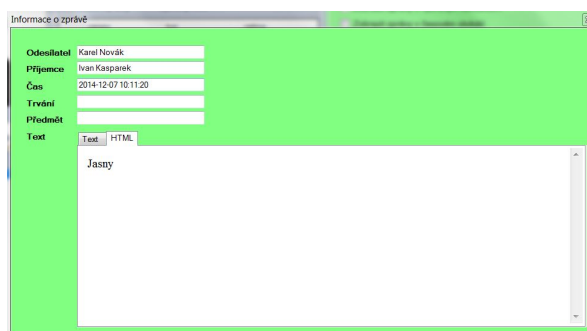 Informace o zprávě
Odesílatel Karel Novák
Příjemce Ivan Kasparek
Čas 2014-12-07 10:11:20
Trvání
Předmět
Text Text HTML
Jasny